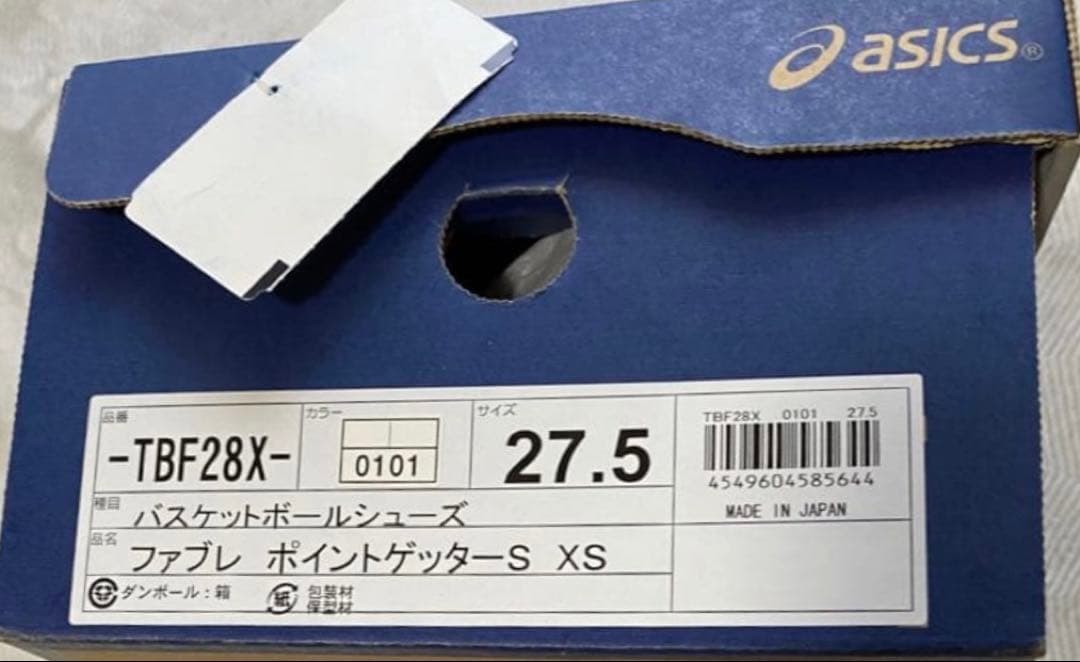 asics®
品番
-TBF28X-
カラー
0101
サイズ
27.5
TBF28X 0101 27.5
4549604585644
MADE IN JAPAN
種目
バスケットボールシューズ
品名
ファブレ ポイントゲッターS XS
ダンボール:箱
紙
包装材
保型材